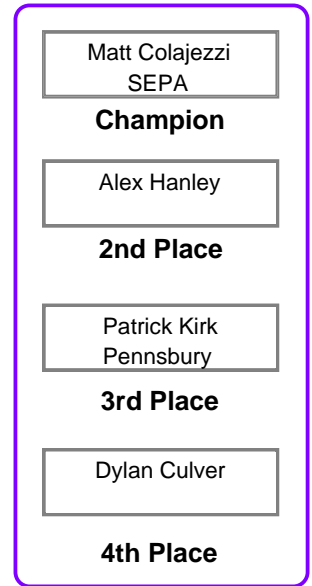 Matt Colajezzi
SEPA
Champion
Alex Hanley
2nd Place
Patrick Kirk
Pennsbury
3rd Place
Dylan Culver
4th Place